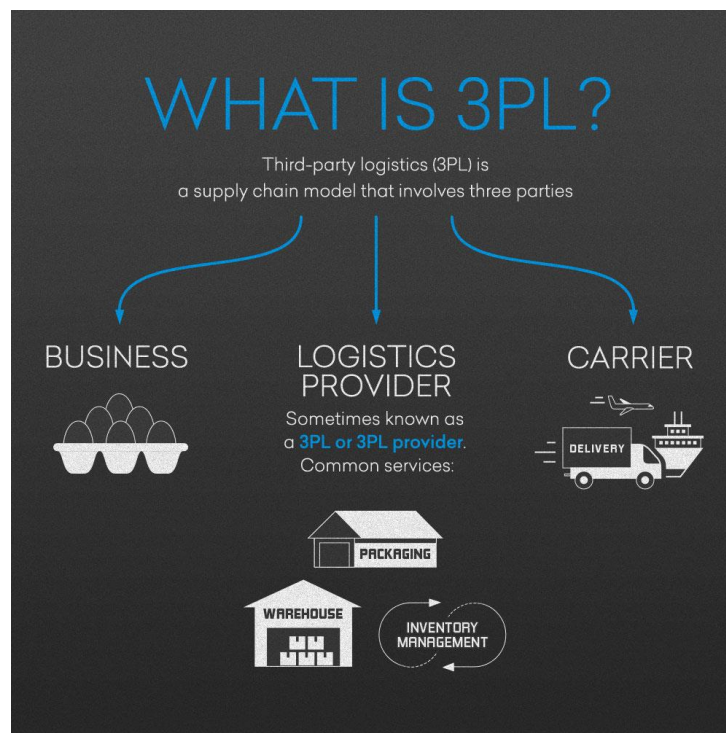 WHAT IS 3PL?
Third-party logistics (3PL) is
a supply chain model that involves three parties
BUSINESS
LOGISTICS
PROVIDER
Sometimes known as
a 3PL or 3PL provider.
Common services:
PACKAGING
WAREHOUSE
INVENTORY
MANAGEMENT
CARRIER
DELIVERY